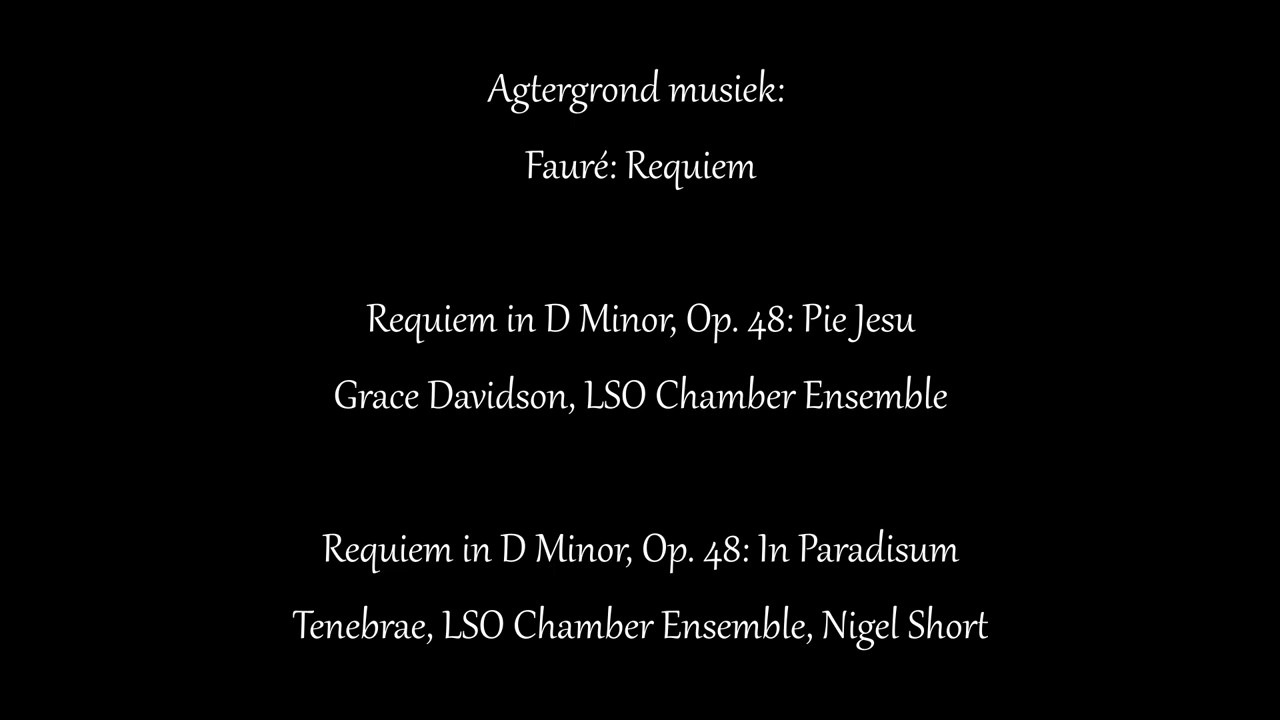 Agtergrond musiek:
Fauré: Requiem
Requiem in D Minor, Op. 48: Pie Jesu
Grace Davidson, LSO Chamber Ensemble
Requiem in D Minor, Op. 48: In Paradisum
Tenebrae, LSO Chamber Ensemble, Nigel Short